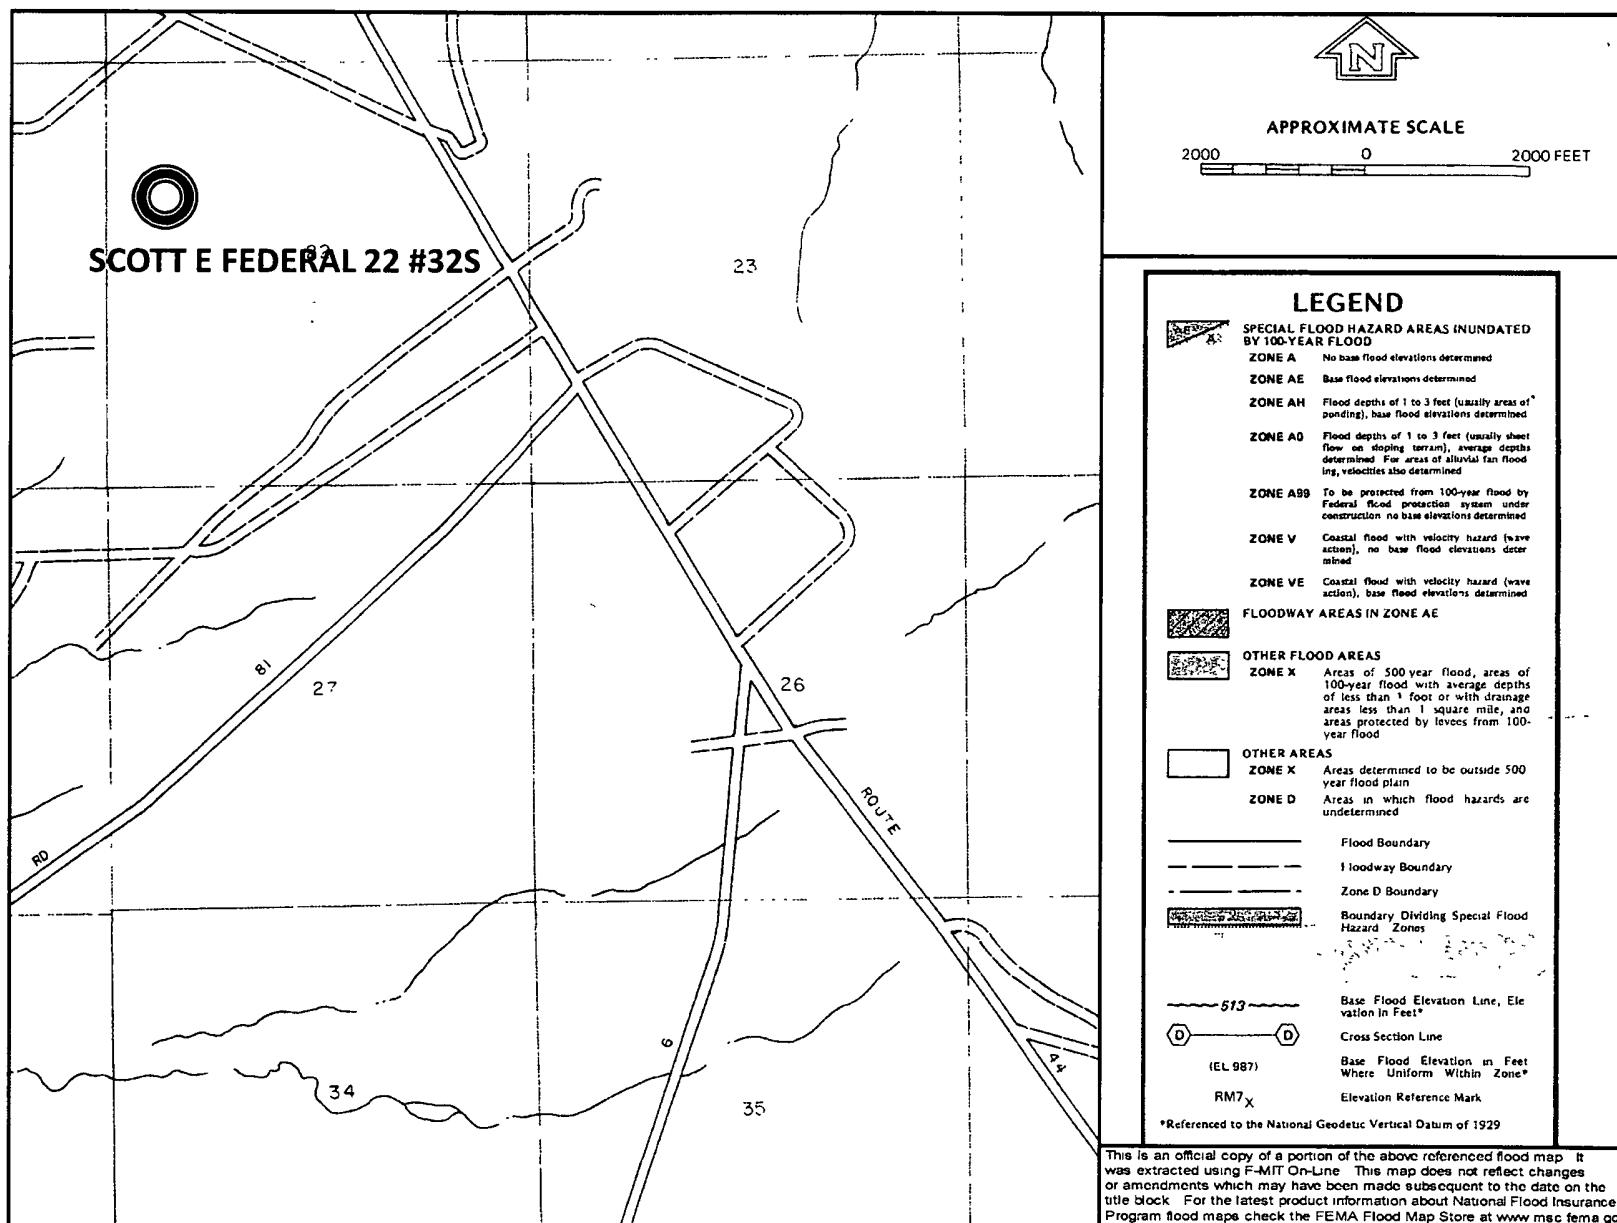 SCOTT E FEDERAL 22 #32S
23
27
26
34
35
81
RD
ROUTE
6
44
N
APPROXIMATE SCALE
2000 0 2000 FEET
LEGEND
SPECIAL FLOOD HAZARD AREAS INUNDATED
BY 100-YEAR FLOOD
ZONE A No base flood elevations determined
ZONE AE Base flood elevations determined
ZONE AH Flood depths of 1 to 3 feet (usually areas of
ponding), base flood elevations determined
ZONE AO Flood depths of 1 to 3 feet (usually sheet
flow on sloping terrain), average depths
determined For areas of alluvial fan flood
ing, velocities also determined
ZONE A99 To be protected from 100-year flood by
Federal flood protection system under
construction no base elevations determined
ZONE V Coastal flood with velocity hazard (wave
action), no base flood elevations deter
mined
ZONE VE Coastal flood with velocity hazard (wave
action), base flood elevations determined
FLOODWAY AREAS IN ZONE AE
OTHER FLOOD AREAS
ZONE X Areas of 500 year flood, areas of
100-year flood with average depths
of less than 1 foot or with drainage
areas less than 1 square mile, and
areas protected by levees from 100-
year flood
OTHER AREAS
ZONE X Areas determined to be outside 500
year flood plain
ZONE D Areas in which flood hazards are
undetermined
Flood Boundary
Floodway Boundary
Zone D Boundary
Boundary Dividing Special Flood
Hazard Zones
513 Base Flood Elevation Line, Ele
vation in Feet*
D D Cross Section Line
(EL 987) Base Flood Elevation in Feet
Where Uniform Within Zone*
RM7X Elevation Reference Mark
*Referenced to the National Geodetic Vertical Datum of 1929
This is an official copy of a portion of the above referenced flood map It
was extracted using F-MIT On-Line This map does not reflect changes
or amendments which may have been made subsequent to the date on the
title block For the latest product information about National Flood Insurance
Program flood maps check the FEMA Flood Map Store at www msc fema go